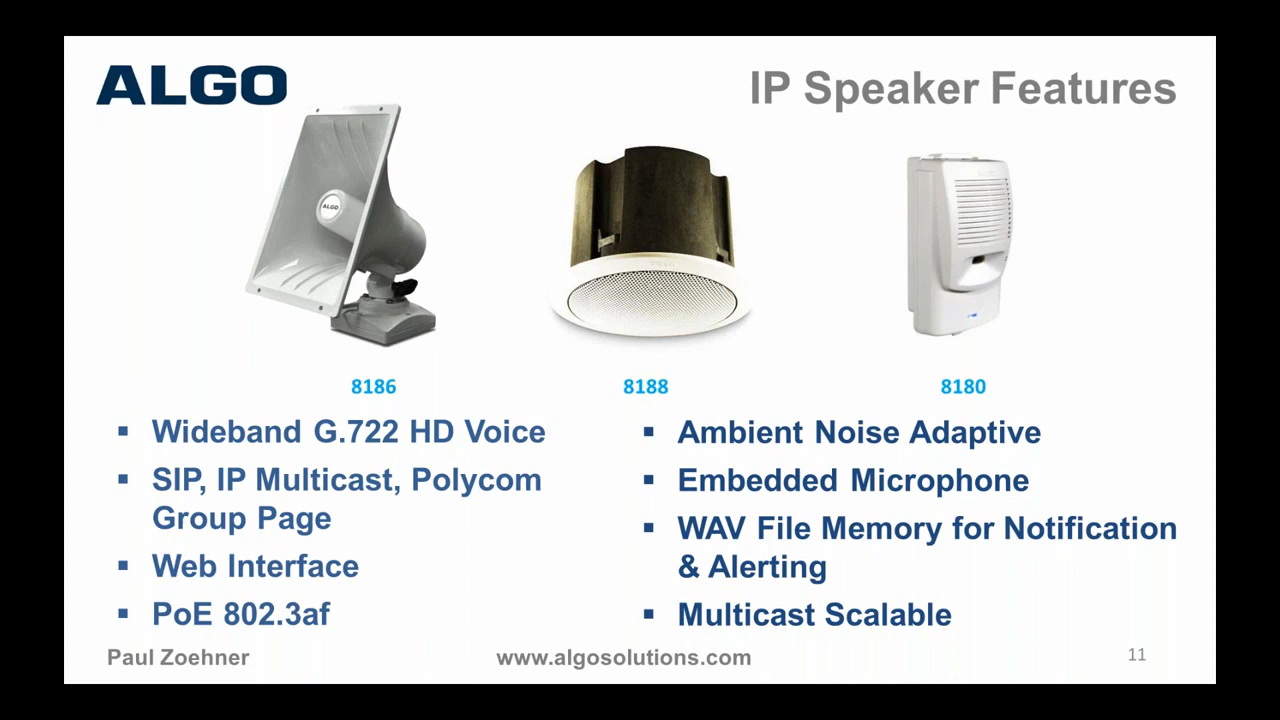 ALGO
IP Speaker Features
ALGO
8186
8188
8180
▪ Wideband G.722 HD Voice
▪ SIP, IP Multicast, Polycom
Group Page
▪ Web Interface
▪ PoE 802.3af
▪ Ambient Noise Adaptive
▪ Embedded Microphone
▪ WAV File Memory for Notification
& Alerting
▪ Multicast Scalable
Paul Zoehner
www.algosolutions.com
11